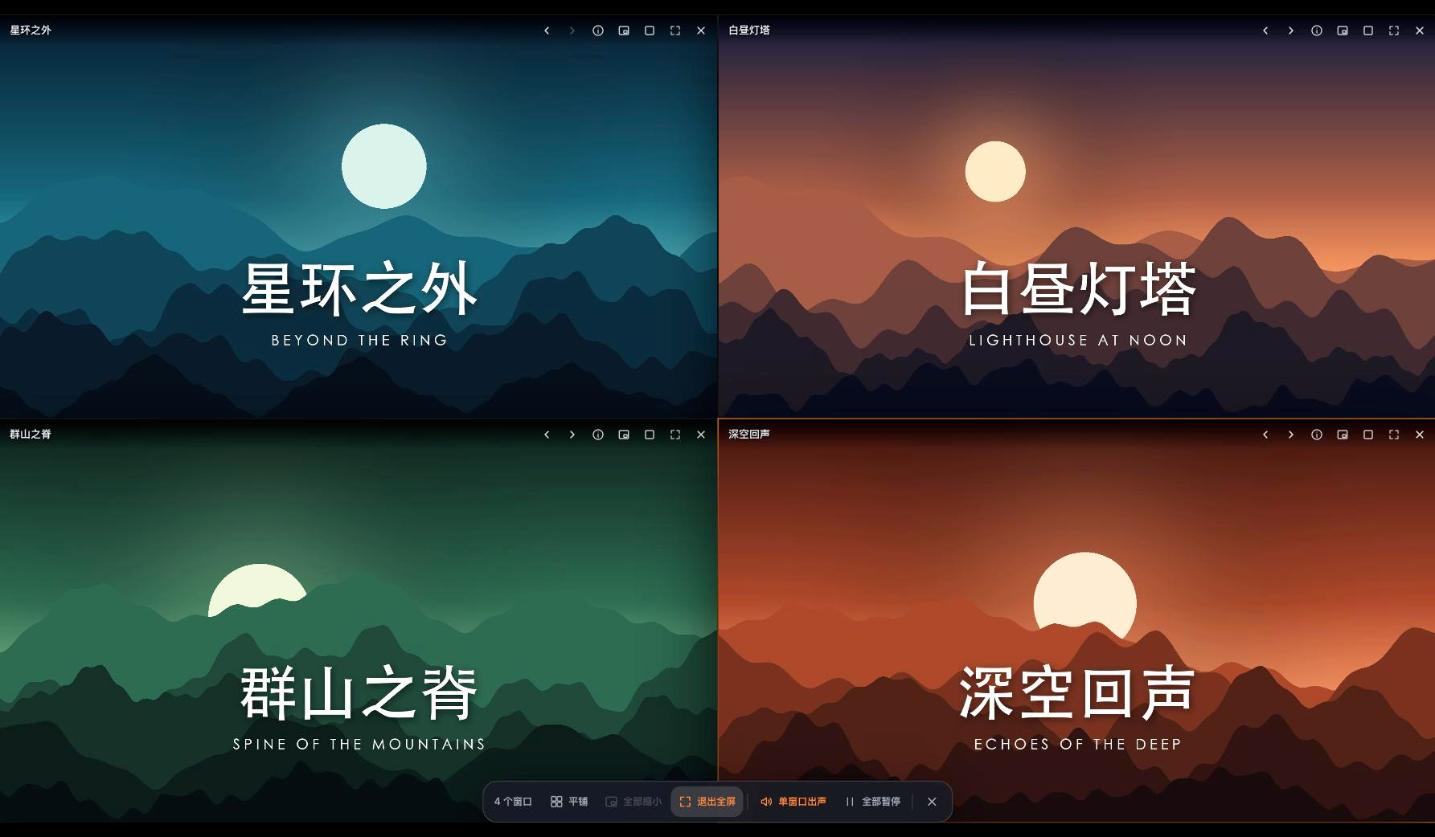 星环之外
白昼灯塔
星环之外
BEYOND THE RING
白昼灯塔
LIGHTHOUSE AT NOON
群山之脊
深空回声
群山之脊
SPINE OF THE MOUNTAINS
深空回声
ECHOES OF THE DEEP
4 个窗口 平铺 全部缩小 退出全屏 单窗口出声 全部暂停